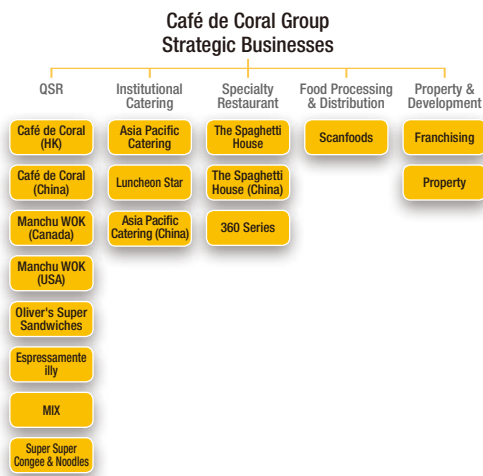 Café de Coral Group
Strategic Businesses
QSR
Institutional
Catering
Specialty
Restaurant
Food Processing
& Distribution
Property &
Development
Café de Coral
(HK)
Café de Coral
(China)
Manchu WOK
(Canada)
Manchu WOK
(USA)
Oliver's Super
Sandwiches
Espressamente
illy
MIX
Super Super
Congee & Noodles
Asia Pacific
Catering
Luncheon Star
Asia Pacific
Catering (China)
The Spaghetti
House
The Spaghetti
House (China)
360 Series
Scanfoods
Franchising
Property